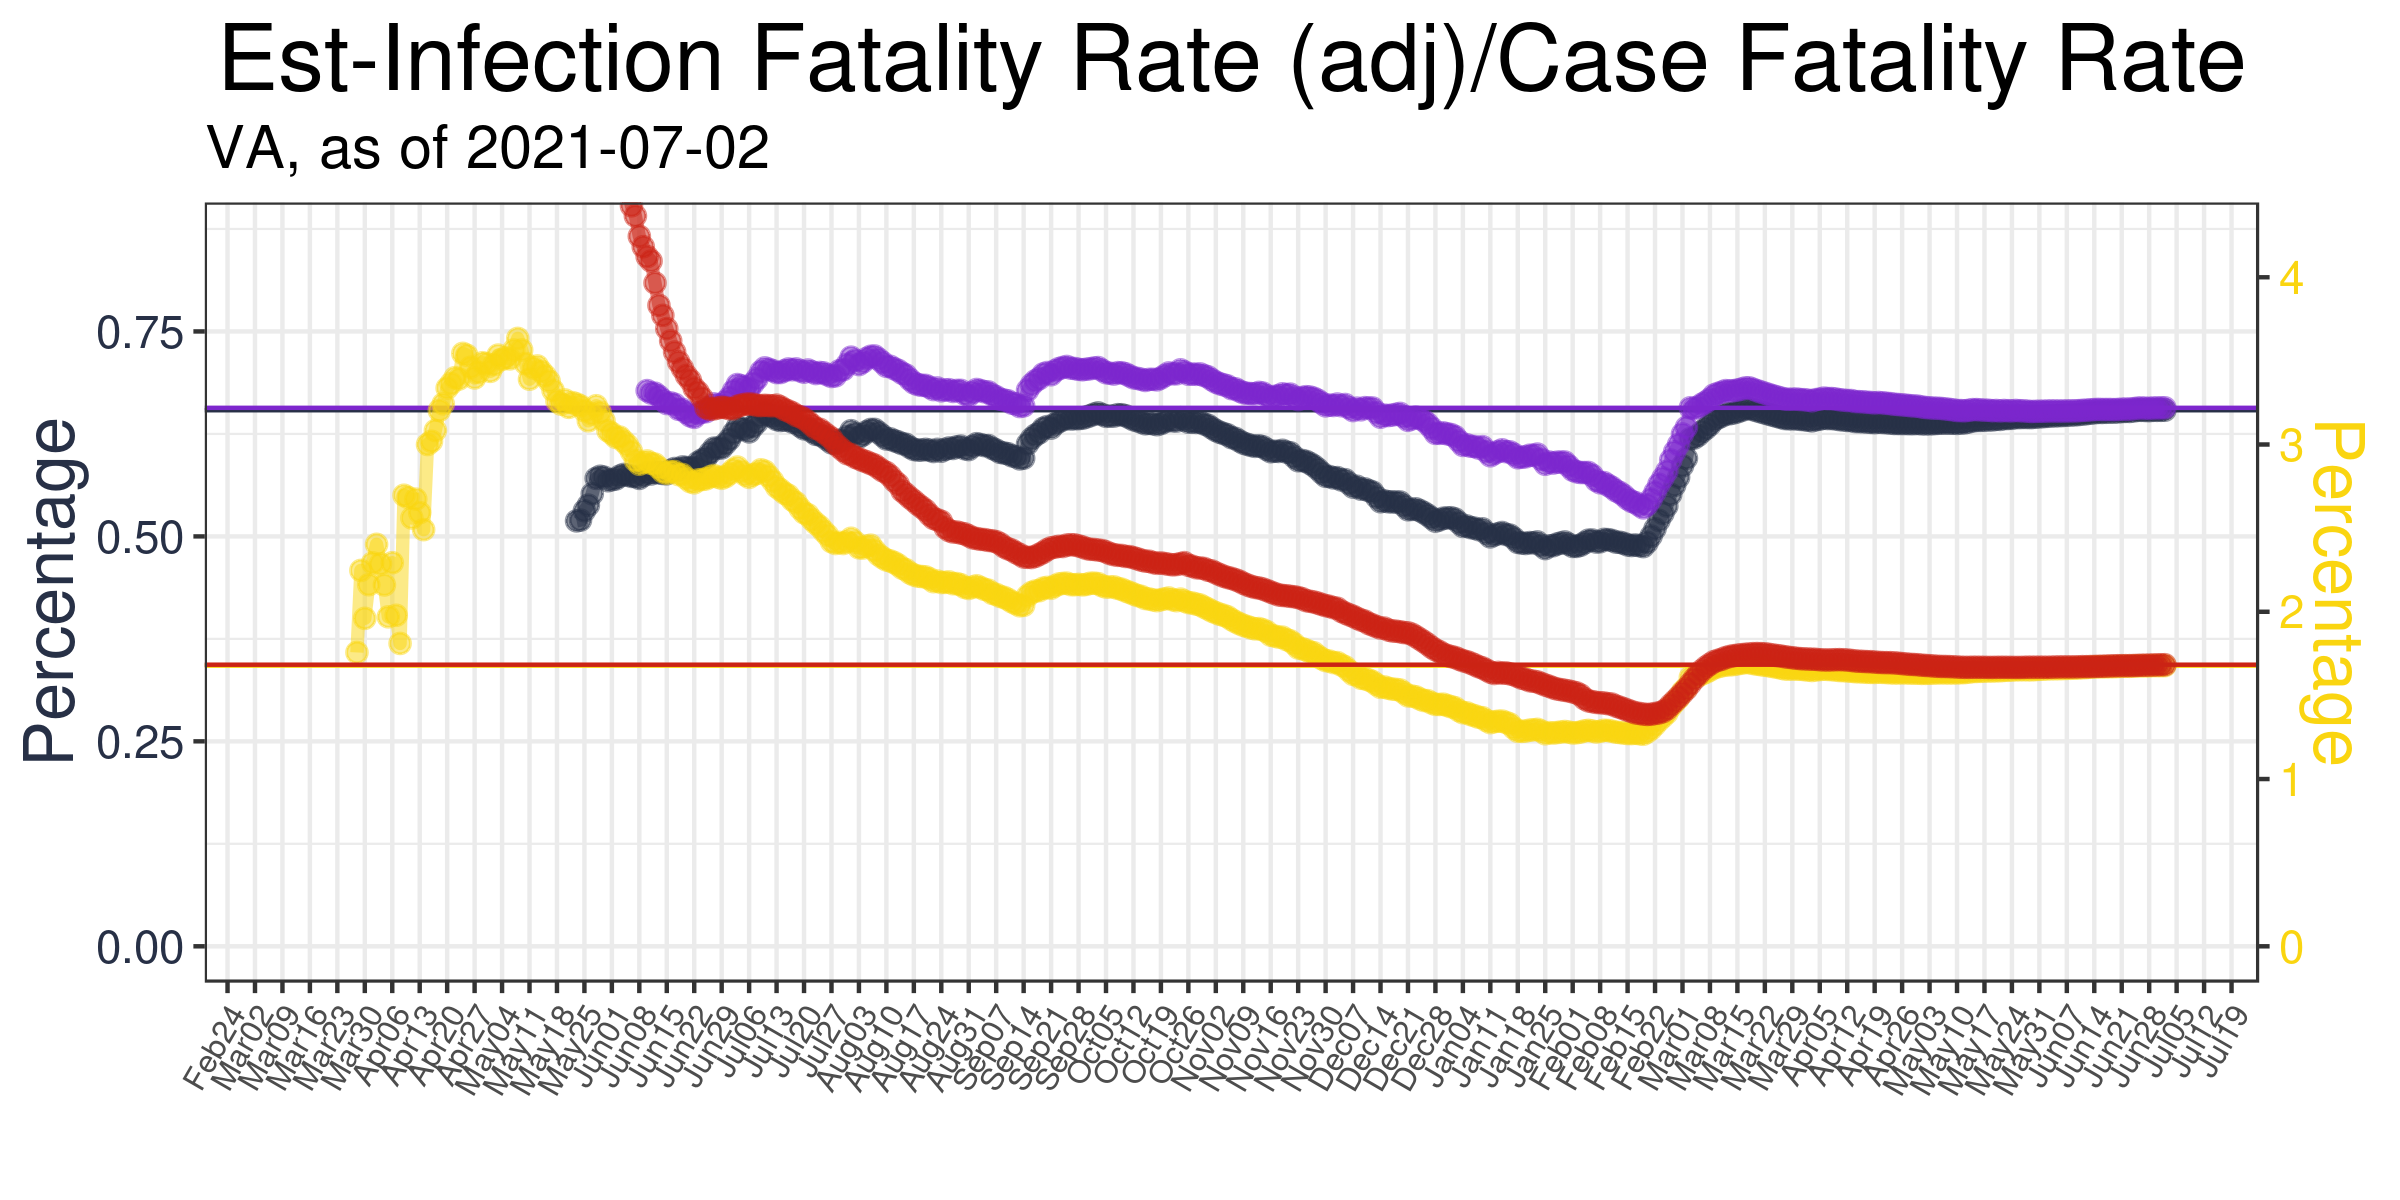 Est-Infection Fatality Rate (adj)/Case Fatality Rate
VA, as of 2021-07-02
Percentage
0.75
0.50
0.25
0.00
4
3
2
1
0
Percentage
Feb24
Mar02
Mar09
Mar16
Mar23
Mar30
Apr06
Apr13
Apr20
Apr27
May04
May11
May18
May25
Jun01
Jun08
Jun15
Jun22
Jun29
Jul06
Jul13
Jul20
Jul27
Aug03
Aug10
Aug17
Aug24
Aug31
Sep07
Sep14
Sep21
Sep28
Oct05
Oct12
Oct19
Oct26
Nov02
Nov09
Nov16
Nov23
Nov30
Dec07
Dec14
Dec21
Dec28
Jan04
Jan11
Jan18
Jan25
Feb01
Feb08
Feb15
Feb22
Mar01
Mar08
Mar15
Mar22
Mar29
Apr05
Apr12
Apr19
Apr26
May03
May10
May17
May24
May31
Jun07
Jun14
Jun21
Jun28
Jul05
Jul12
Jul19